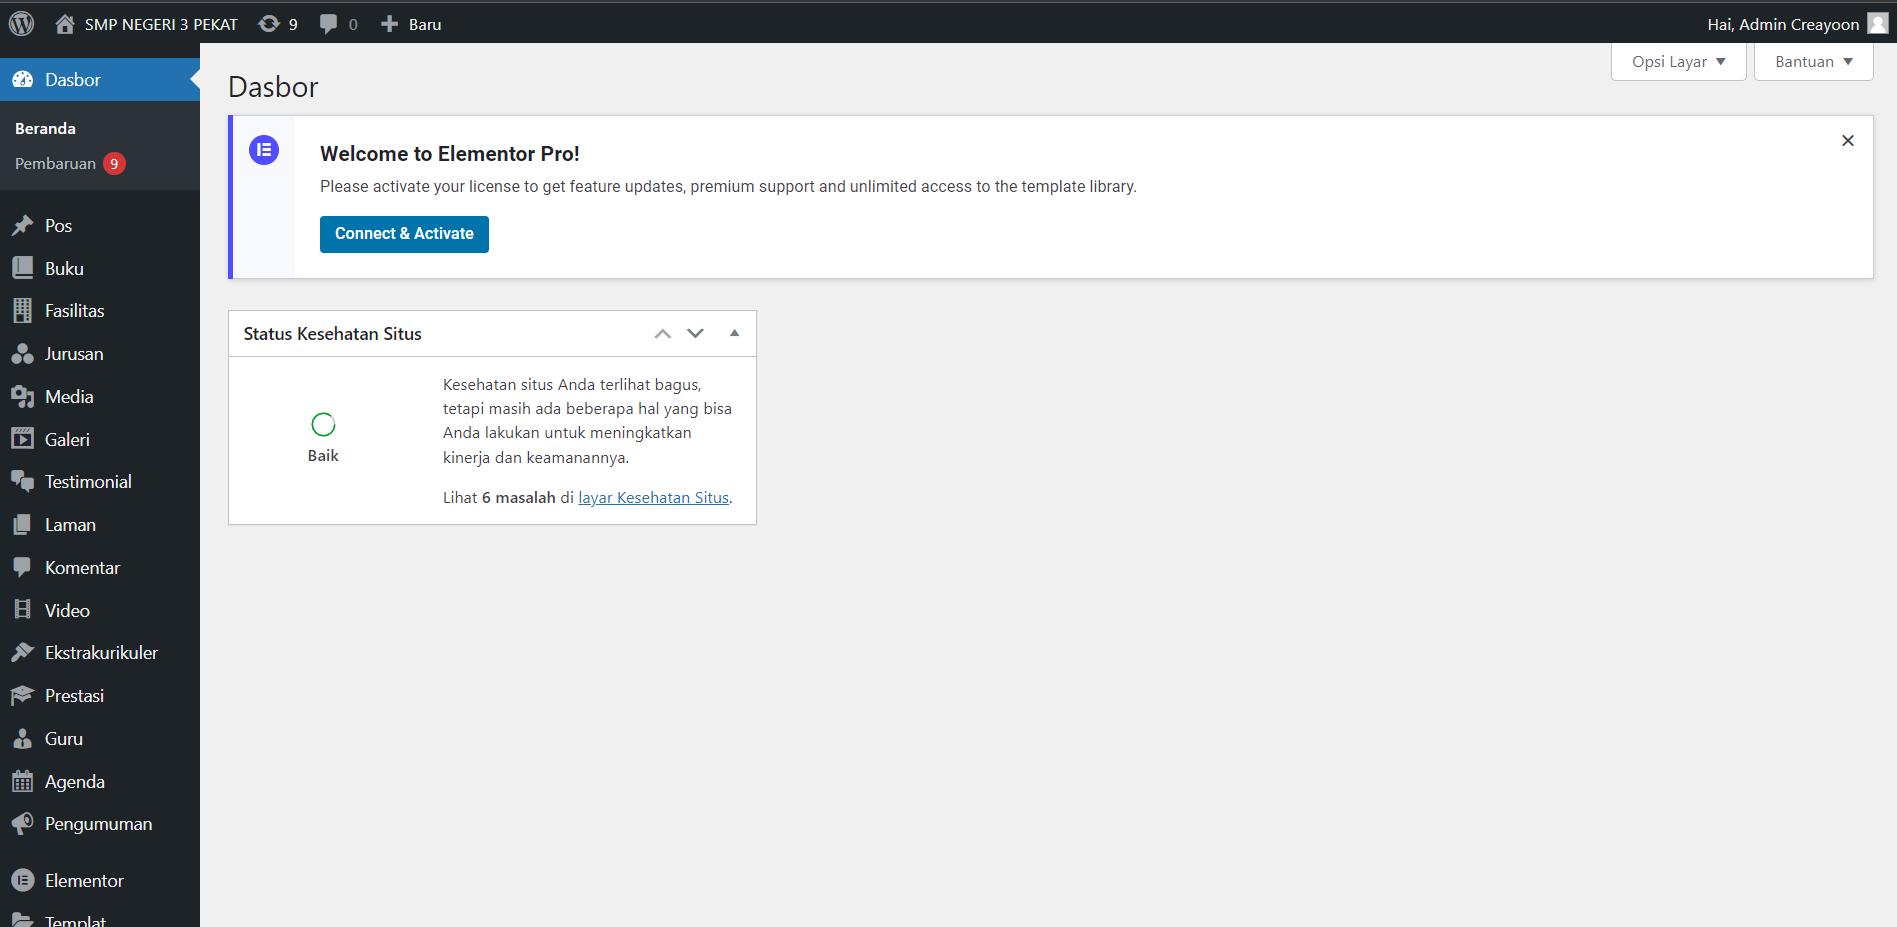 SMP NEGERI 3 PEKAT 9 0 Baru
Hai, Admin Creayoon
Dasbor
Beranda
Pembaruan 9
Pos
Buku
Fasilitas
Jurusan
Media
Galeri
Testimonial
Laman
Komentar
Video
Ekstrakurikuler
Prestasi
Guru
Agenda
Pengumuman
Elementor
Templat
Opsi Layar
Bantuan
Dasbor
Welcome to Elementor Pro!
Please activate your license to get feature updates, premium support and unlimited access to the template library.
Connect & Activate
Status Kesehatan Situs
Baik
Kesehatan situs Anda terlihat bagus,
tetapi masih ada beberapa hal yang bisa
Anda lakukan untuk meningkatkan
kinerja dan keamanannya.
Lihat 6 masalah di layar Kesehatan Situs.